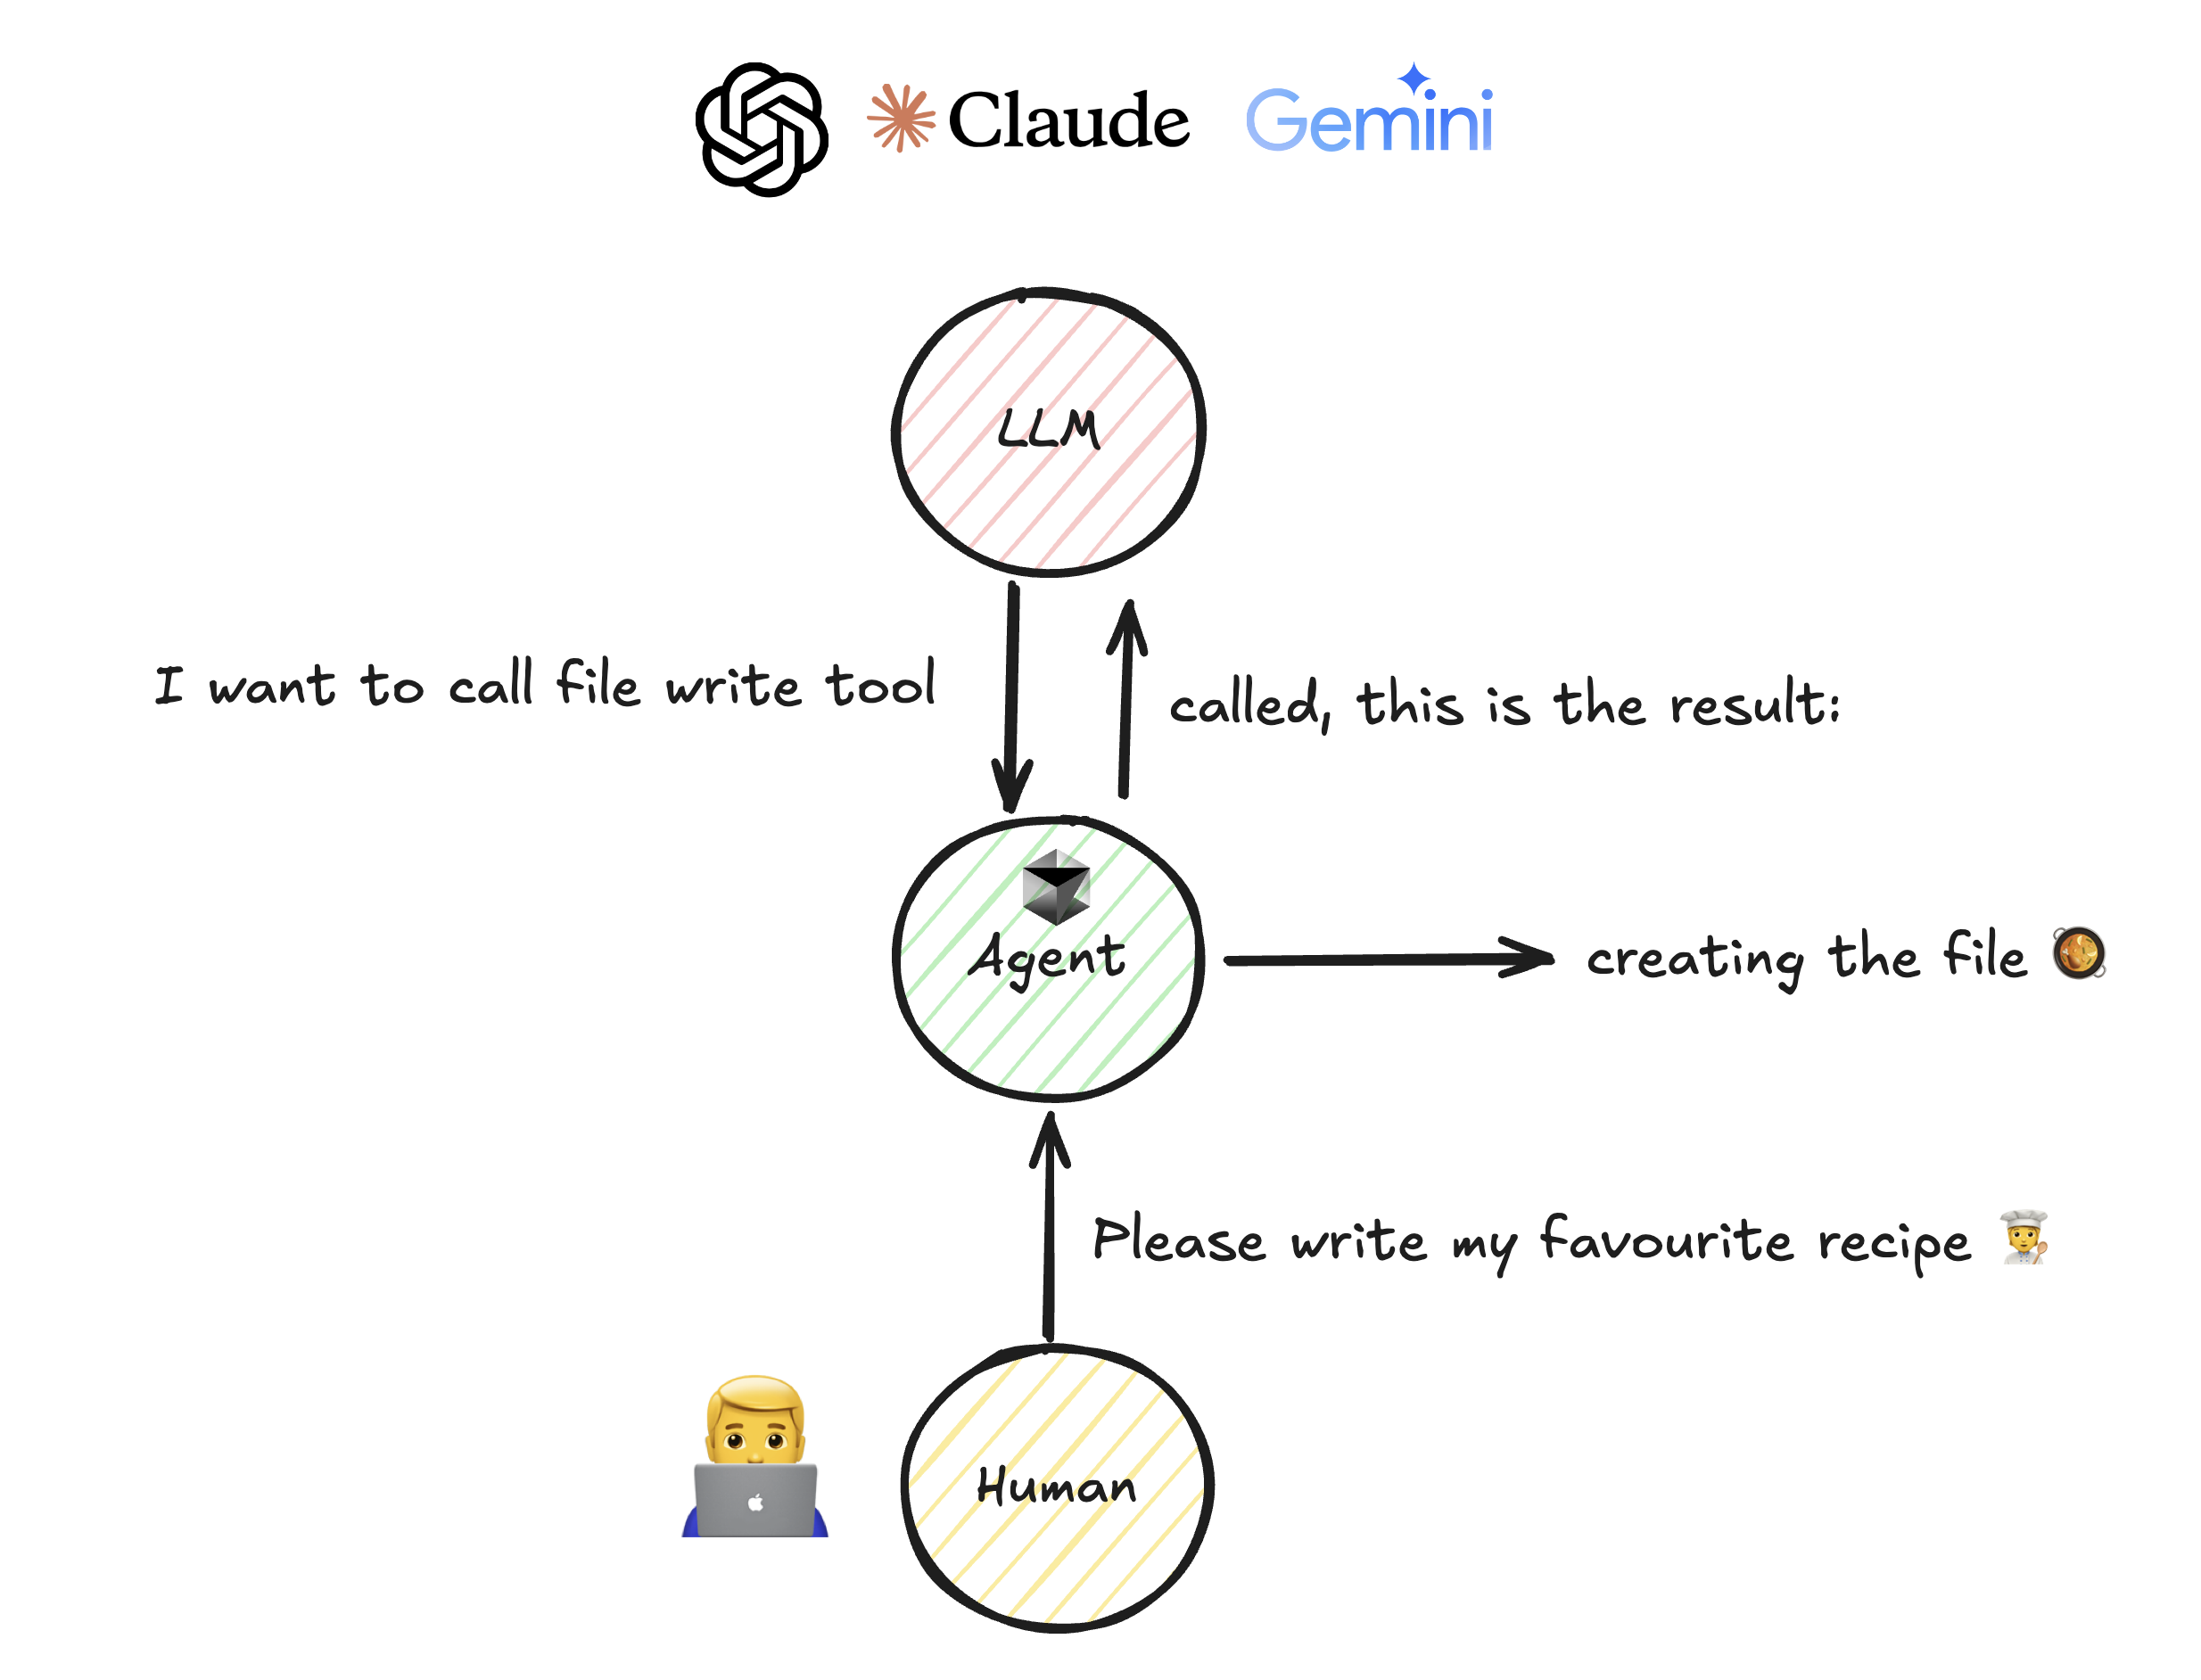 Claude Gemini
LLM
I want to call file write tool
called, this is the result:
Agent
creating the file
Please write my favourite recipe
Human